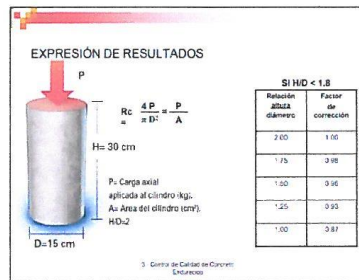 EXPRESIÓN DE RESULTADOS
P
Rc = 4 P / π D² = P / A
H= 30 cm
P= Carga axial
aplicada al cilindro (kg).
A= Area del cilindro (cm²).
H/D=2
D=15 cm
SI H/D < 1.8
Relación altura diámetro Factor de corrección
2.00 1.00
1.75 0.98
1.50 0.96
1.25 0.93
1.00 0.87
Control de Calidad de Concreto
Endurecido